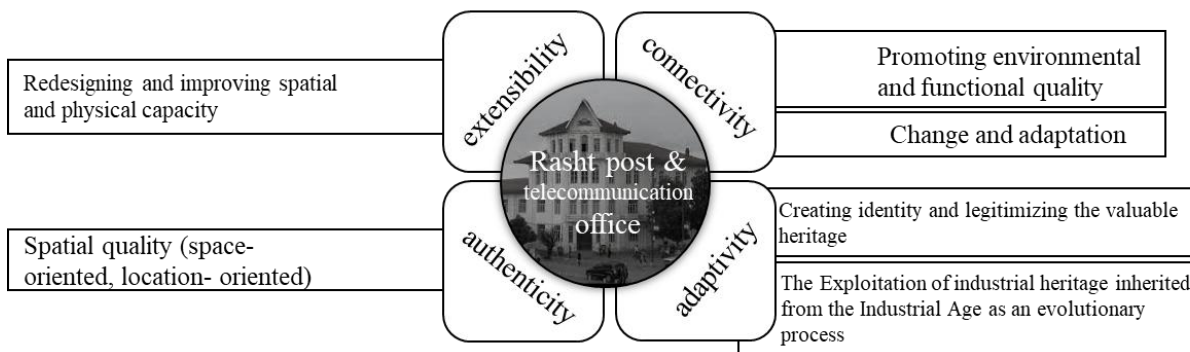 Redesigning and improving spatial
and physical capacity
extensibility
connectivity
Promoting environmental
and functional quality
Change and adaptation
Rasht post &
telecommunication
office
Spatial quality (space-
oriented, location- oriented)
authenticity
adaptivity
Creating identity and legitimizing the valuable
heritage
The Exploitation of industrial heritage inherited
from the Industrial Age as an evolutionary
process